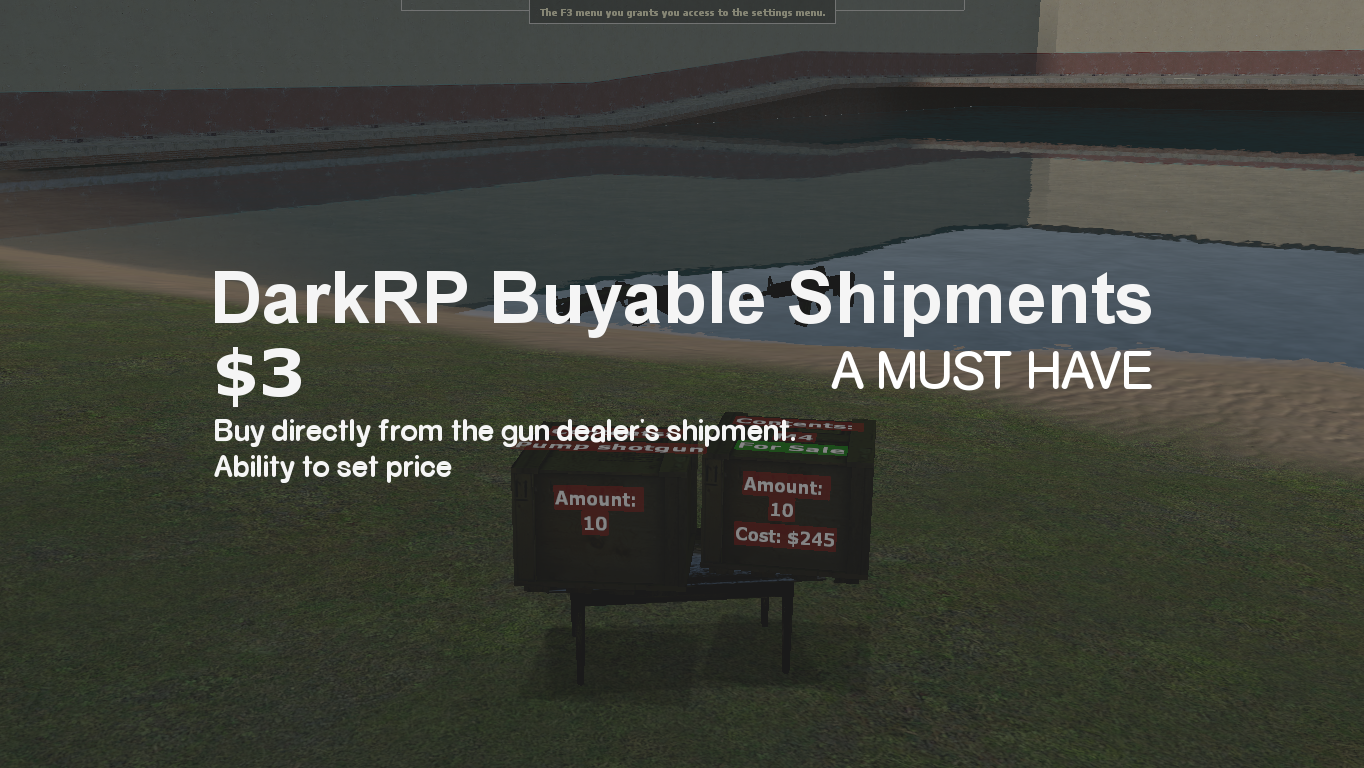 The F3 menu you grants you access to the settings menu.
DarkRP Buyable Shipments
$3
A MUST HAVE
Buy directly from the gun dealer's shipment.
Ability to set price
Pump shotgun
Amount:
10
Contents:
For Sale
Amount:
10
Cost: $245